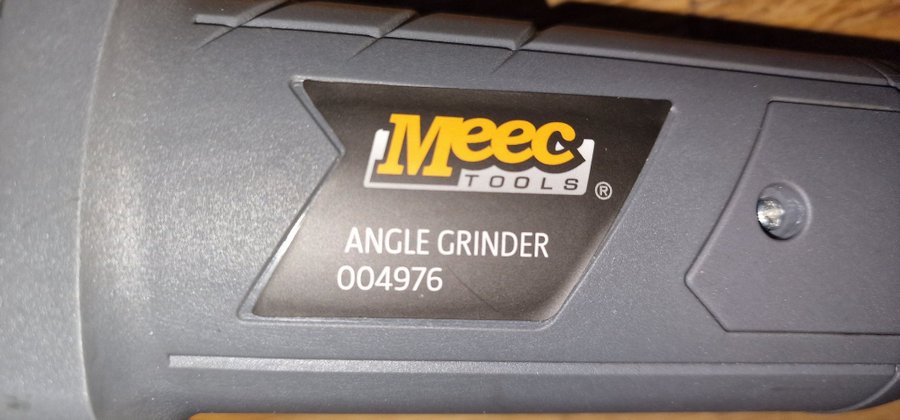 Meec
TOOLS ®
ANGLE GRINDER
004976